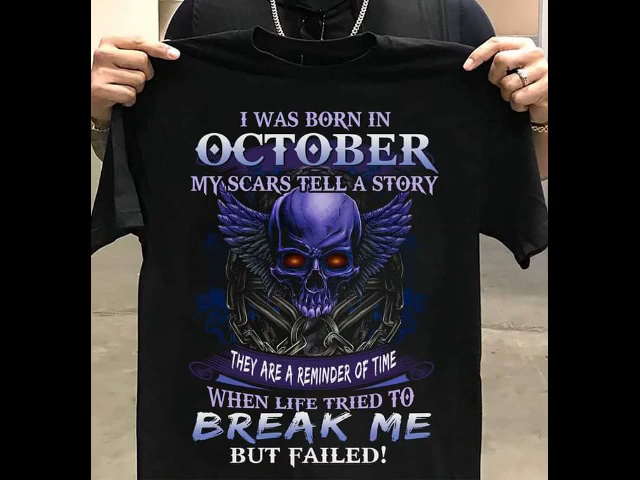 I WAS BORN IN
OCTOBER
MY SCARS TELL A STORY
THEY ARE A REMINDER OF TIME
WHEN LIFE TRIED TO
BREAK ME
BUT FAILED!